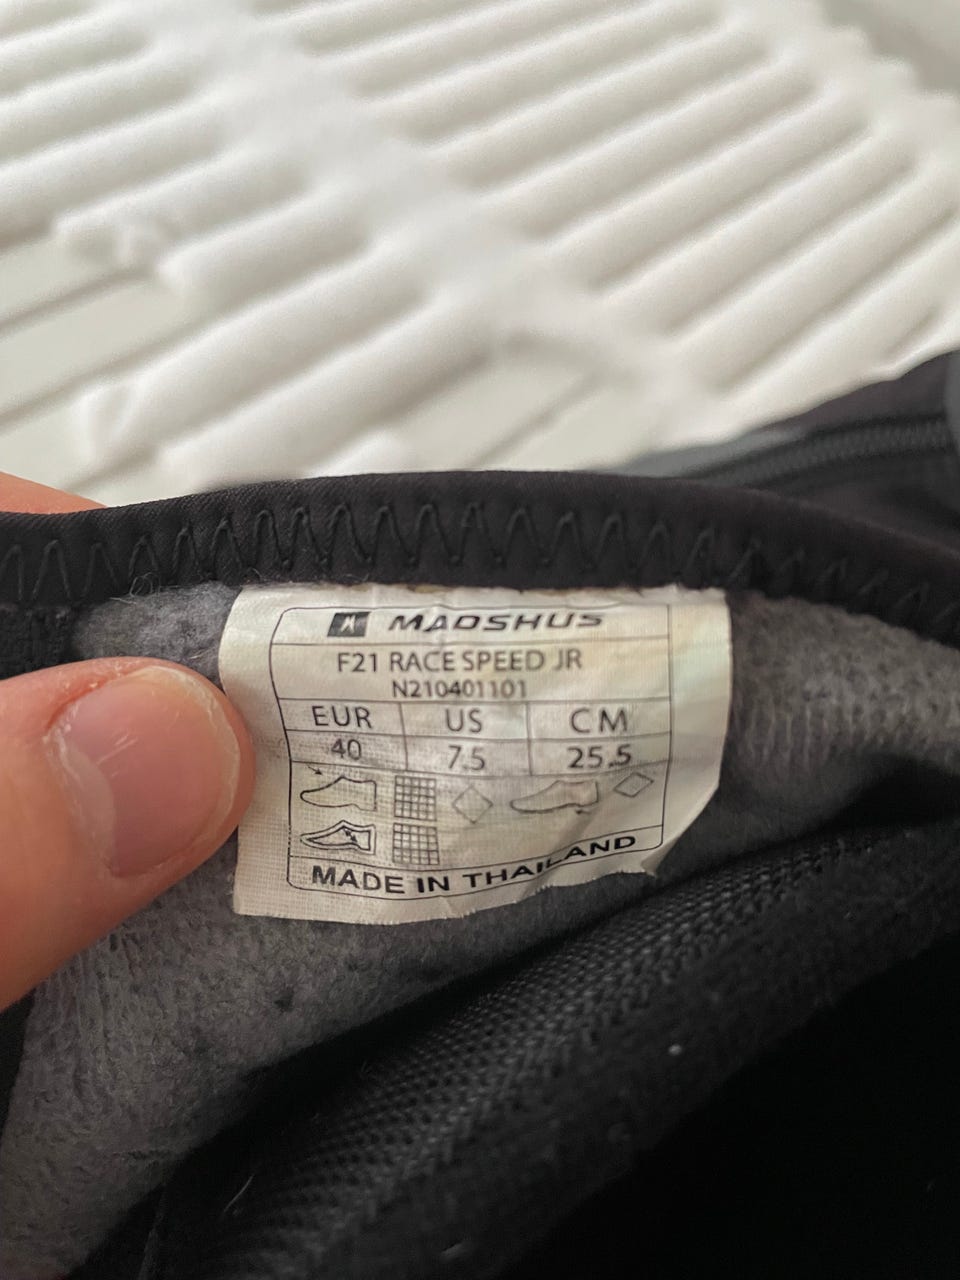 MADSHUS
F21 RACE SPEED JR
N210401101
EUR US CM
40 7.5 25.5
MADE IN THAILAND